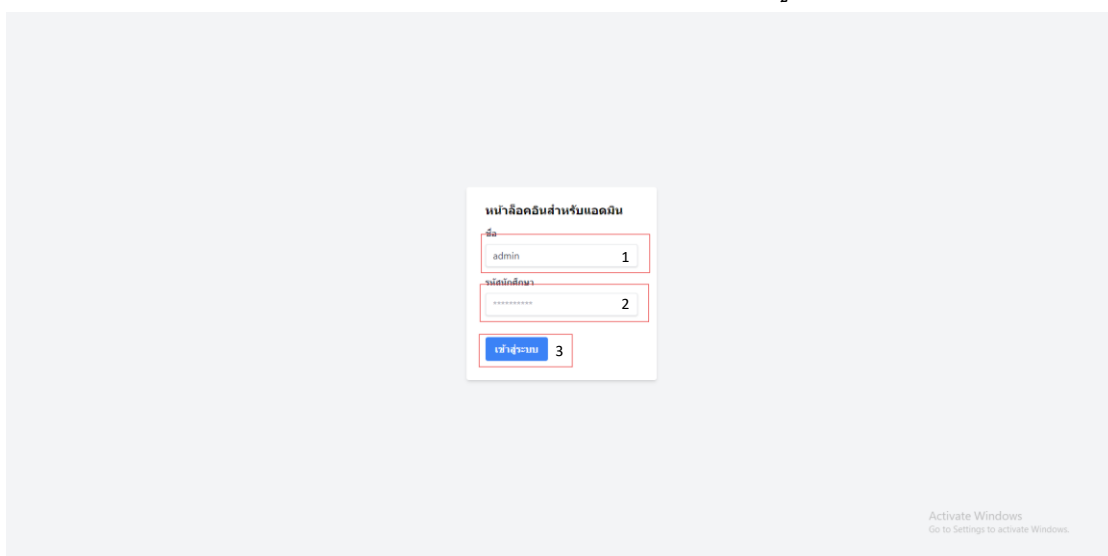 หน้าล็อคอินสำหรับแอดมิน
ชื่อ
admin 1
รหัสนักศึกษา
********** 2
เข้าสู่ระบบ 3
Activate Windows
Go to Settings to activate Windows.